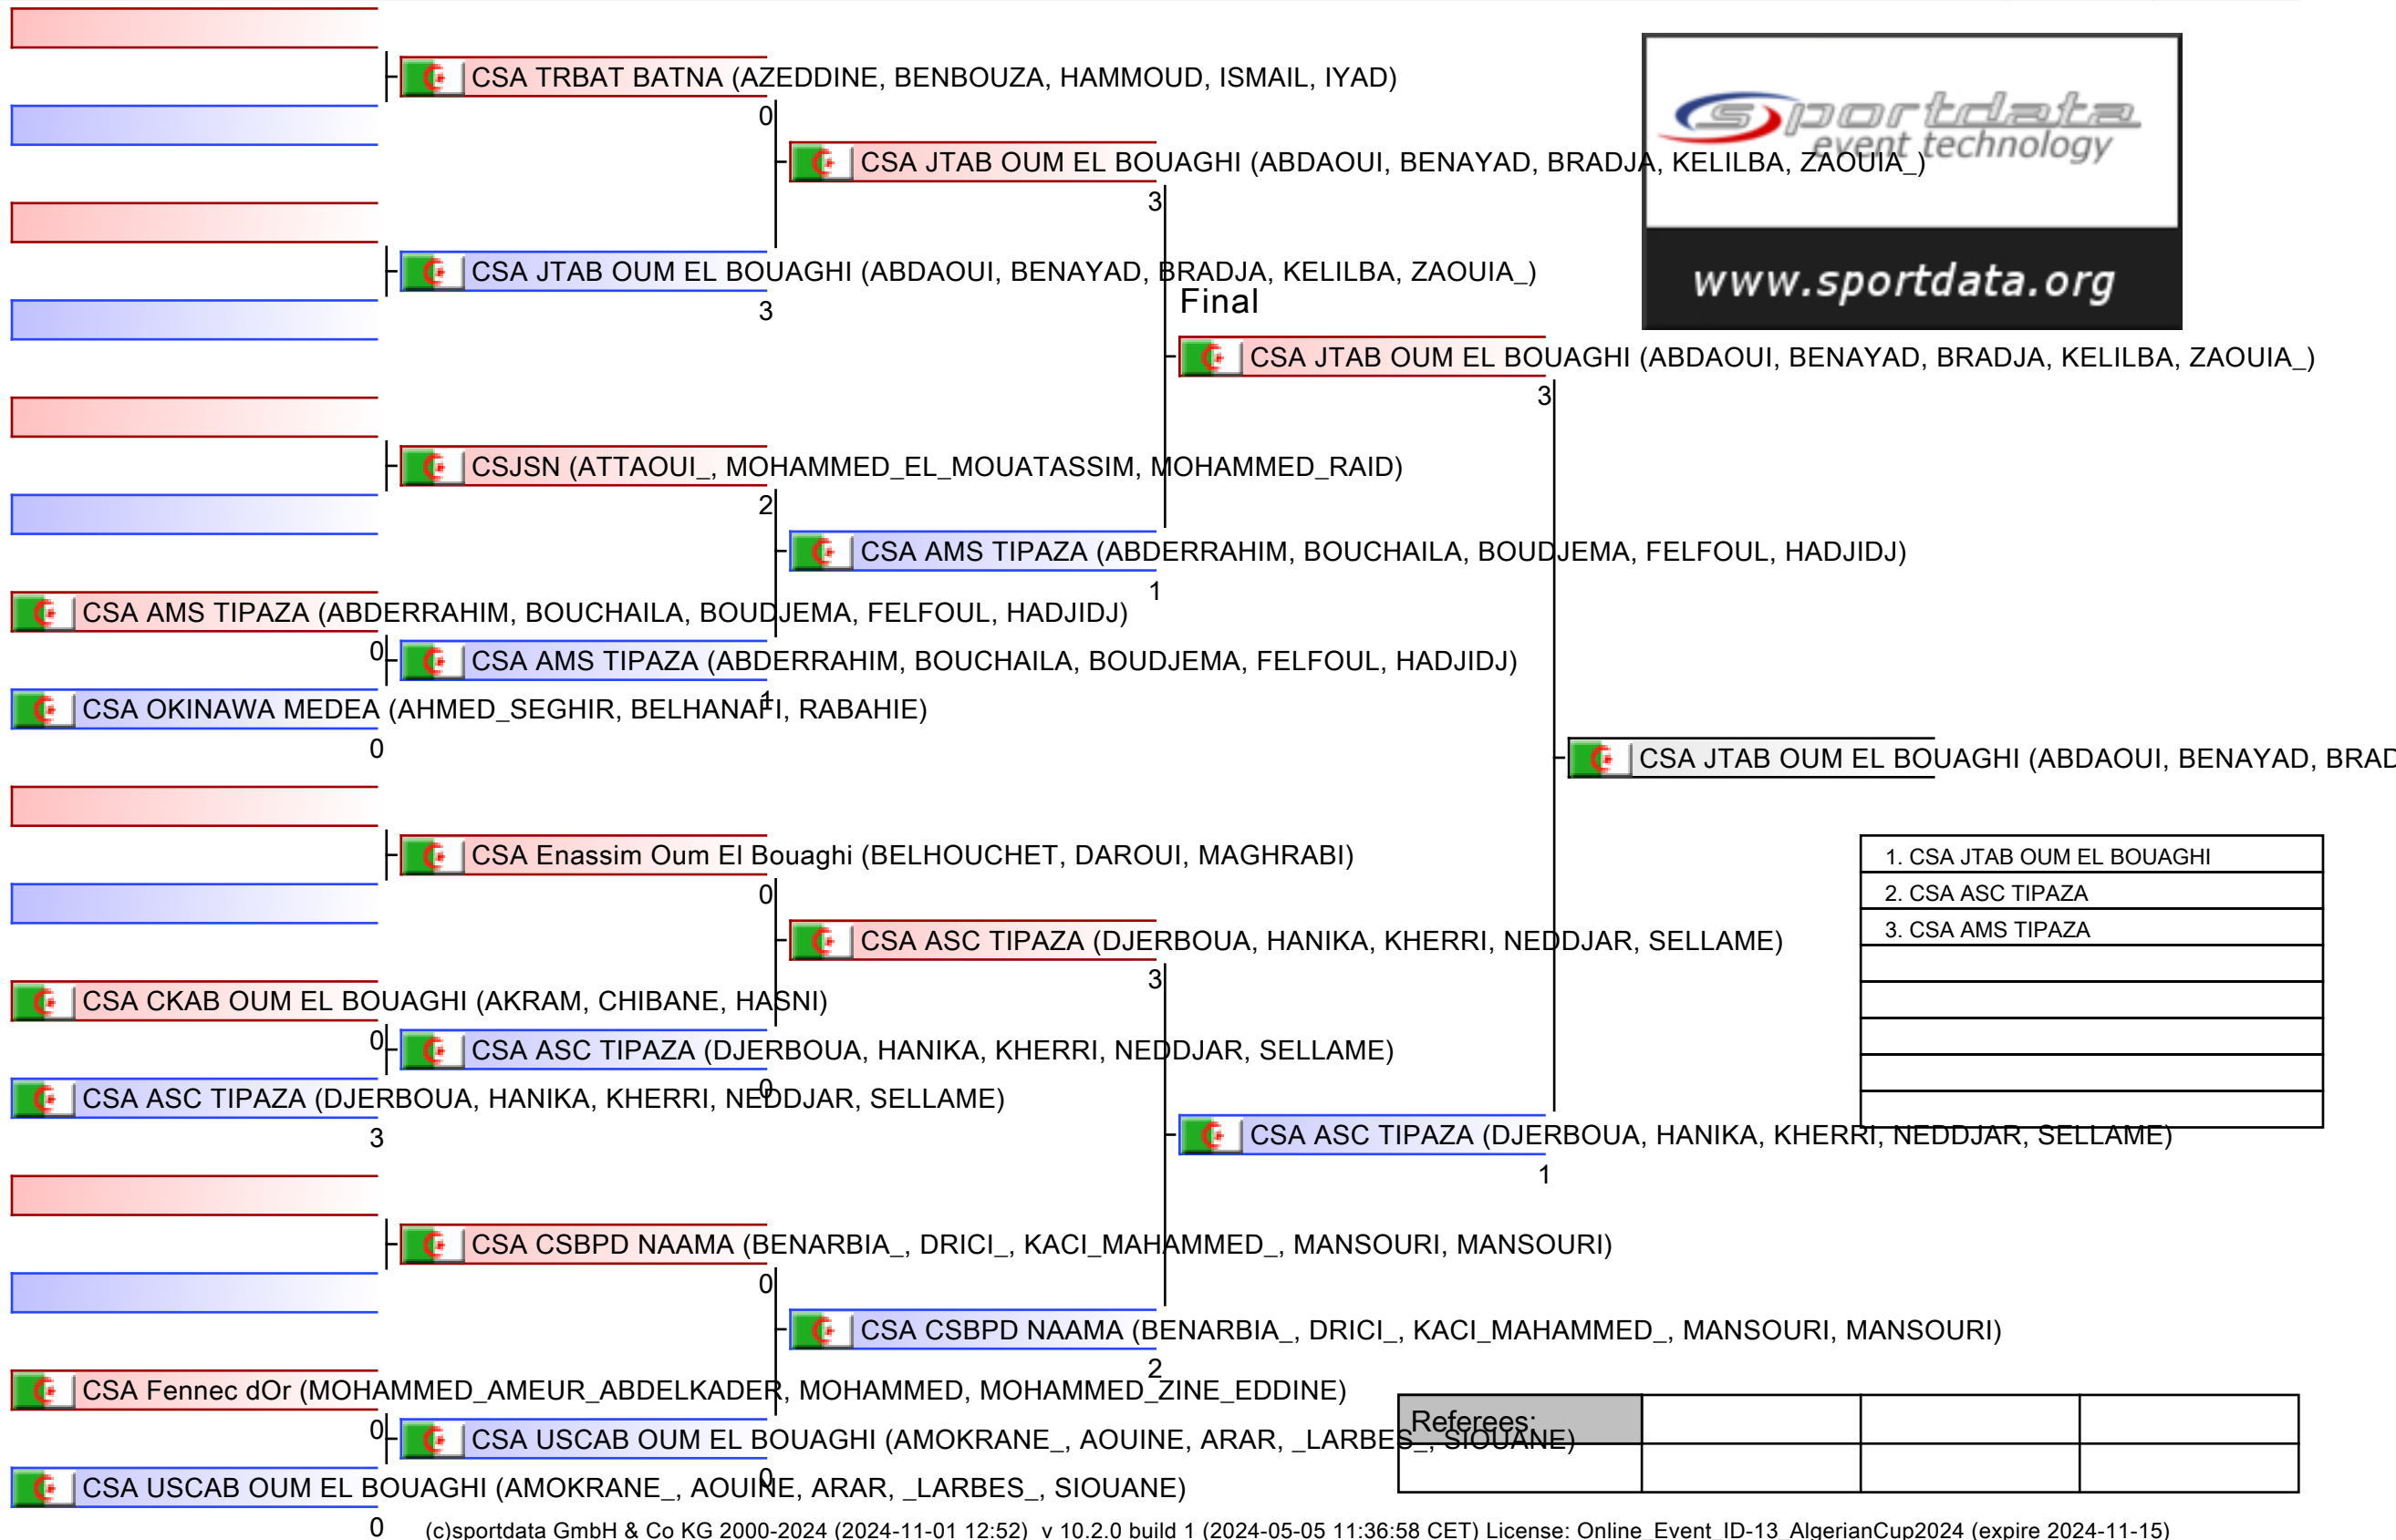 CSA TRBAT BATNA (AZEDDINE, BENBOUZA, HAMMOUD, ISMAIL, IYAD)
0
sportdata
event technology
www.sportdata.org
CSA JTAB OUM EL BOUAGHI (ABDAOUI, BENAYAD, BRADJA, KELILBA, ZAOUIA_)
3
CSA JTAB OUM EL BOUAGHI (ABDAOUI, BENAYAD, BRADJA, KELILBA, ZAOUIA_)
3
Final
CSA JTAB OUM EL BOUAGHI (ABDAOUI, BENAYAD, BRADJA, KELILBA, ZAOUIA_)
3
CSJSN (ATTAOUI_, MOHAMMED_EL_MOUATASSIM, MOHAMMED_RAID)
2
CSA AMS TIPAZA (ABDERRAHIM, BOUCHAILA, BOUDJEMA, FELFOUL, HADJIDJ)
1
CSA AMS TIPAZA (ABDERRAHIM, BOUCHAILA, BOUDJEMA, FELFOUL, HADJIDJ)
0
CSA AMS TIPAZA (ABDERRAHIM, BOUCHAILA, BOUDJEMA, FELFOUL, HADJIDJ)
1
CSA OKINAWA MEDEA (AHMED_SEGHIR, BELHANAFI, RABAHIE)
0
CSA JTAB OUM EL BOUAGHI (ABDAOUI, BENAYAD, BRAD
CSA Enassim Oum El Bouaghi (BELHOUCHET, DAROUI, MAGHRABI)
0
1. CSA JTAB OUM EL BOUAGHI
2. CSA ASC TIPAZA
3. CSA AMS TIPAZA
CSA ASC TIPAZA (DJERBOUA, HANIKA, KHERRI, NEDDJAR, SELLAME)
3
CSA CKAB OUM EL BOUAGHI (AKRAM, CHIBANE, HASNI)
0
CSA ASC TIPAZA (DJERBOUA, HANIKA, KHERRI, NEDDJAR, SELLAME)
0
CSA ASC TIPAZA (DJERBOUA, HANIKA, KHERRI, NEDDJAR, SELLAME)
3
CSA ASC TIPAZA (DJERBOUA, HANIKA, KHERRI, NEDDJAR, SELLAME)
1
CSA CSBPD NAAMA (BENARBIA_, DRICI_, KACI_MAHAMMED_, MANSOURI, MANSOURI)
0
CSA CSBPD NAAMA (BENARBIA_, DRICI_, KACI_MAHAMMED_, MANSOURI, MANSOURI)
2
CSA Fennec dOr (MOHAMMED_AMEUR_ABDELKADER, MOHAMMED, MOHAMMED_ZINE_EDDINE)
0
Referees:
CSA USCAB OUM EL BOUAGHI (AMOKRANE_, AOUINE, ARAR, _LARBES_, SIOUANE)
0
CSA USCAB OUM EL BOUAGHI (AMOKRANE_, AOUINE, ARAR, _LARBES_, SIOUANE)
0
(c)sportdata GmbH & Co KG 2000-2024 (2024-11-01 12:52) v 10.2.0 build 1 (2024-05-05 11:36:58 CET) License: Online_Event_ID-13_AlgerianCup2024 (expire 2024-11-15)